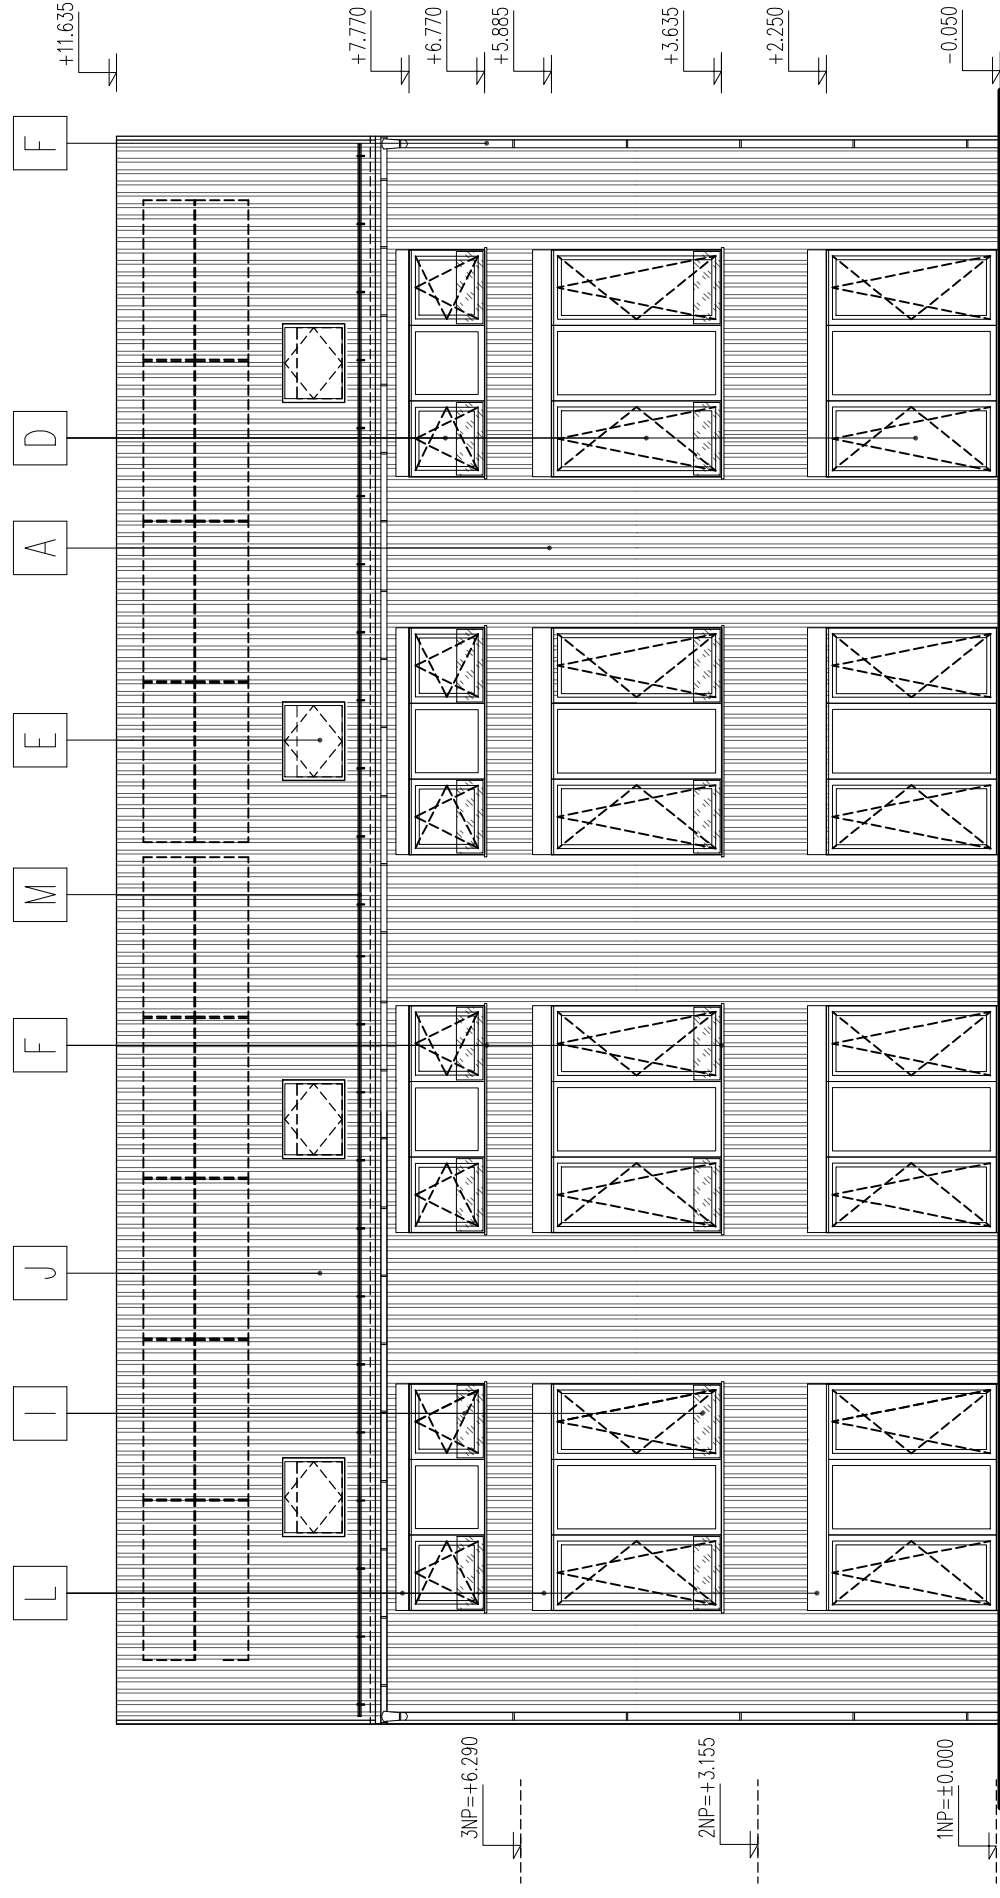 L
I
J
F
M
E
A
D
F
+11.635
+7.770
+6.770
+5.885
+3.635
+2.250
-0.050
3NP=+6.290
2NP=+3.155
1NP=±0.000